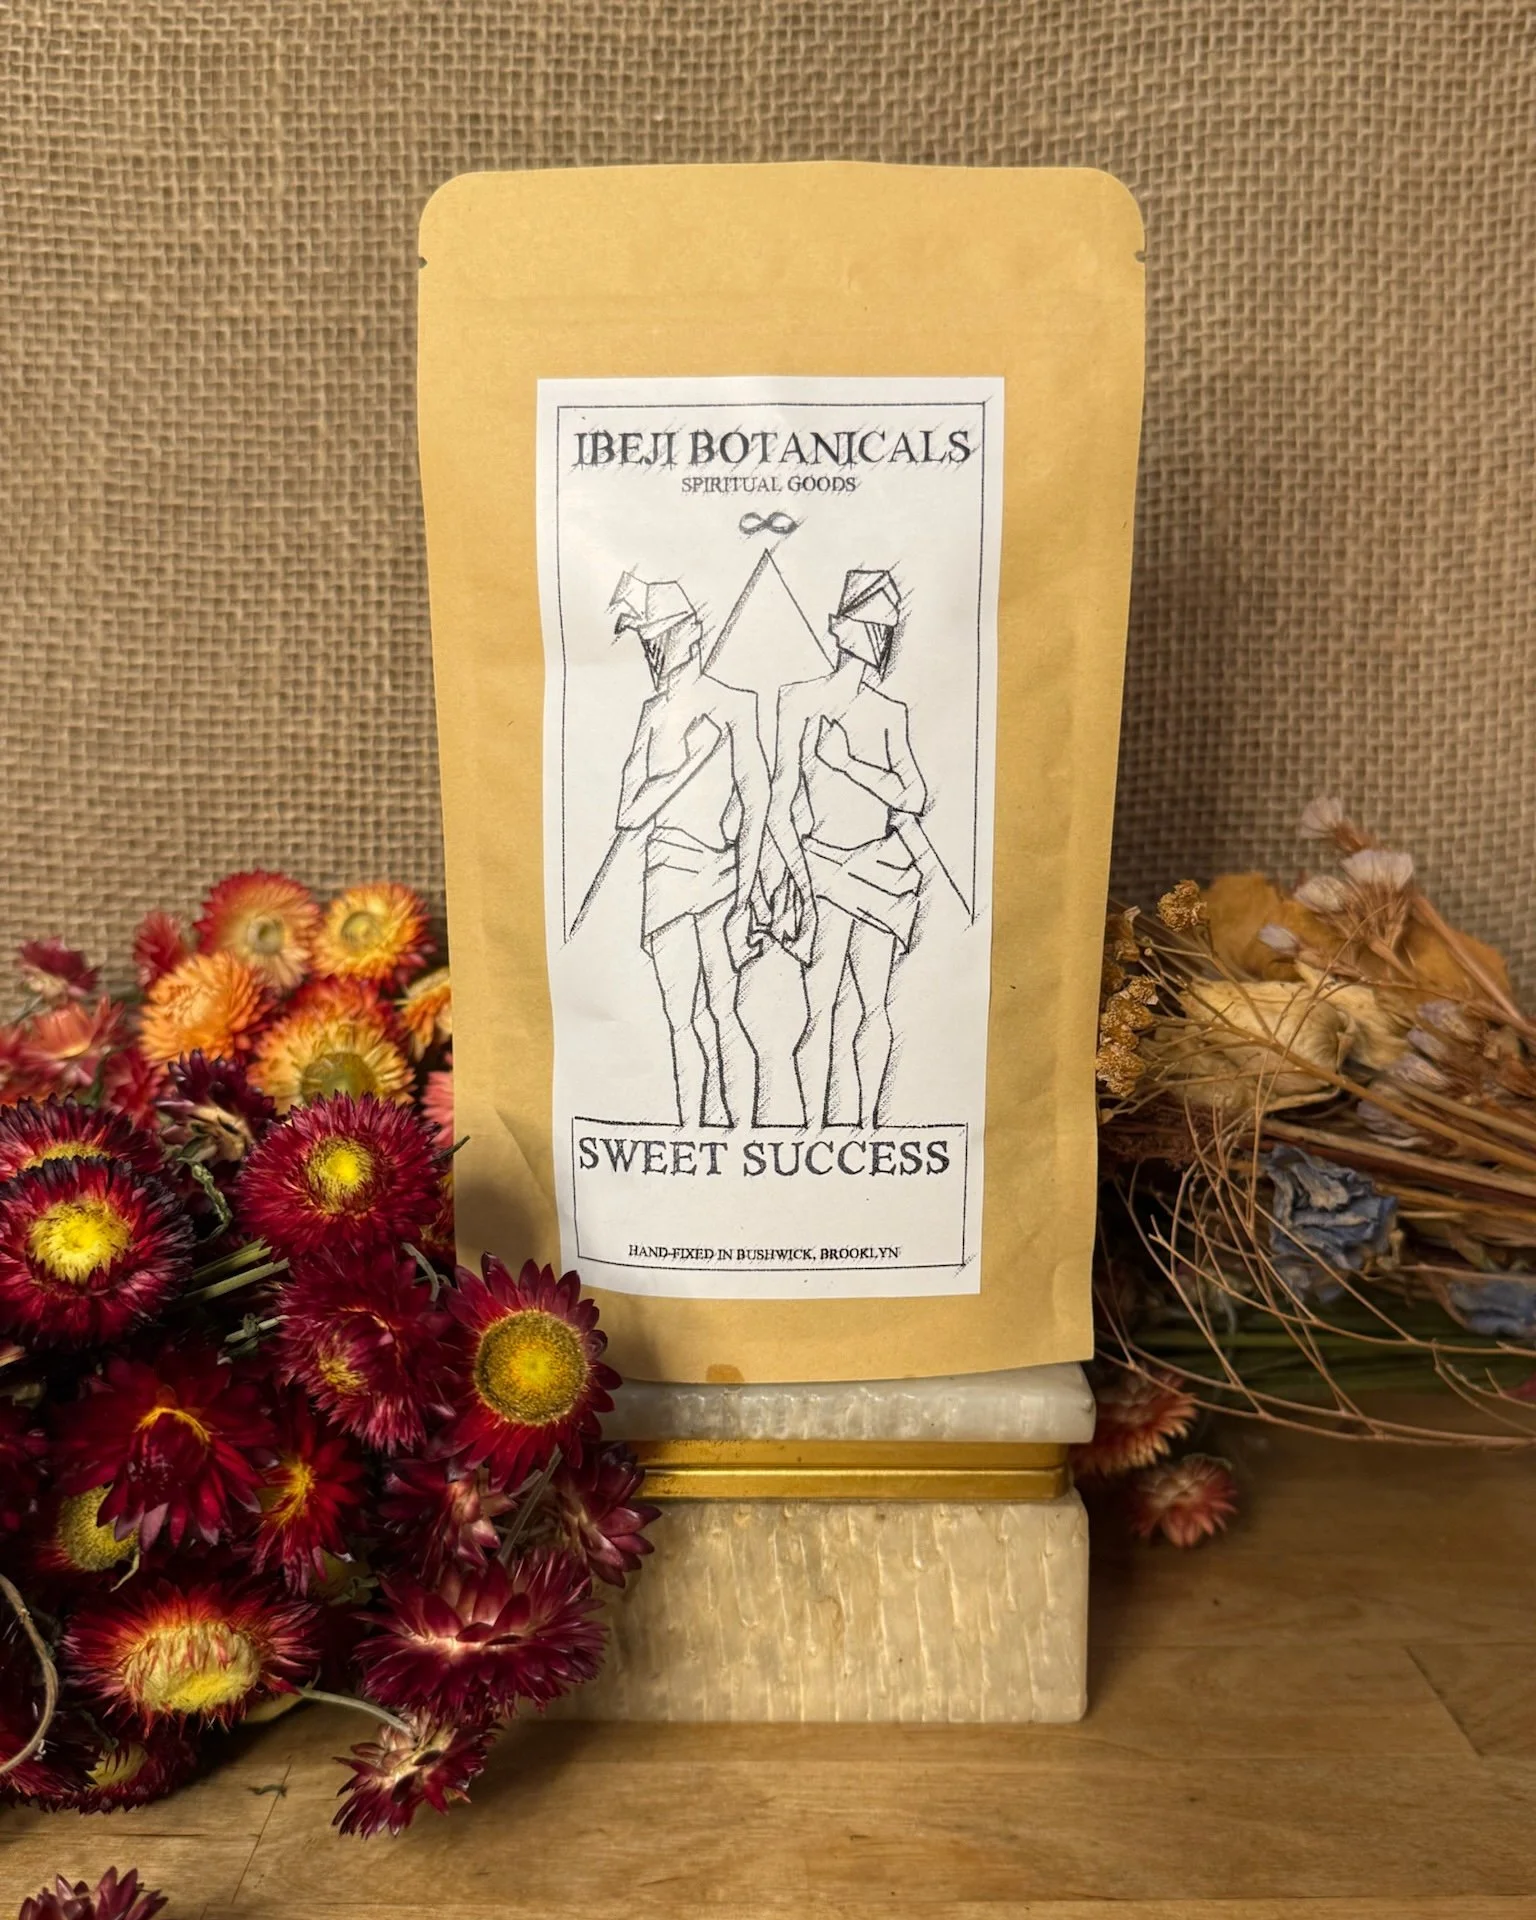 IBEJI BOTANICALS
SPIRITUAL GOODS
SWEET SUCCESS
HAND-FIXED IN BUSHWICK, BROOKLYN